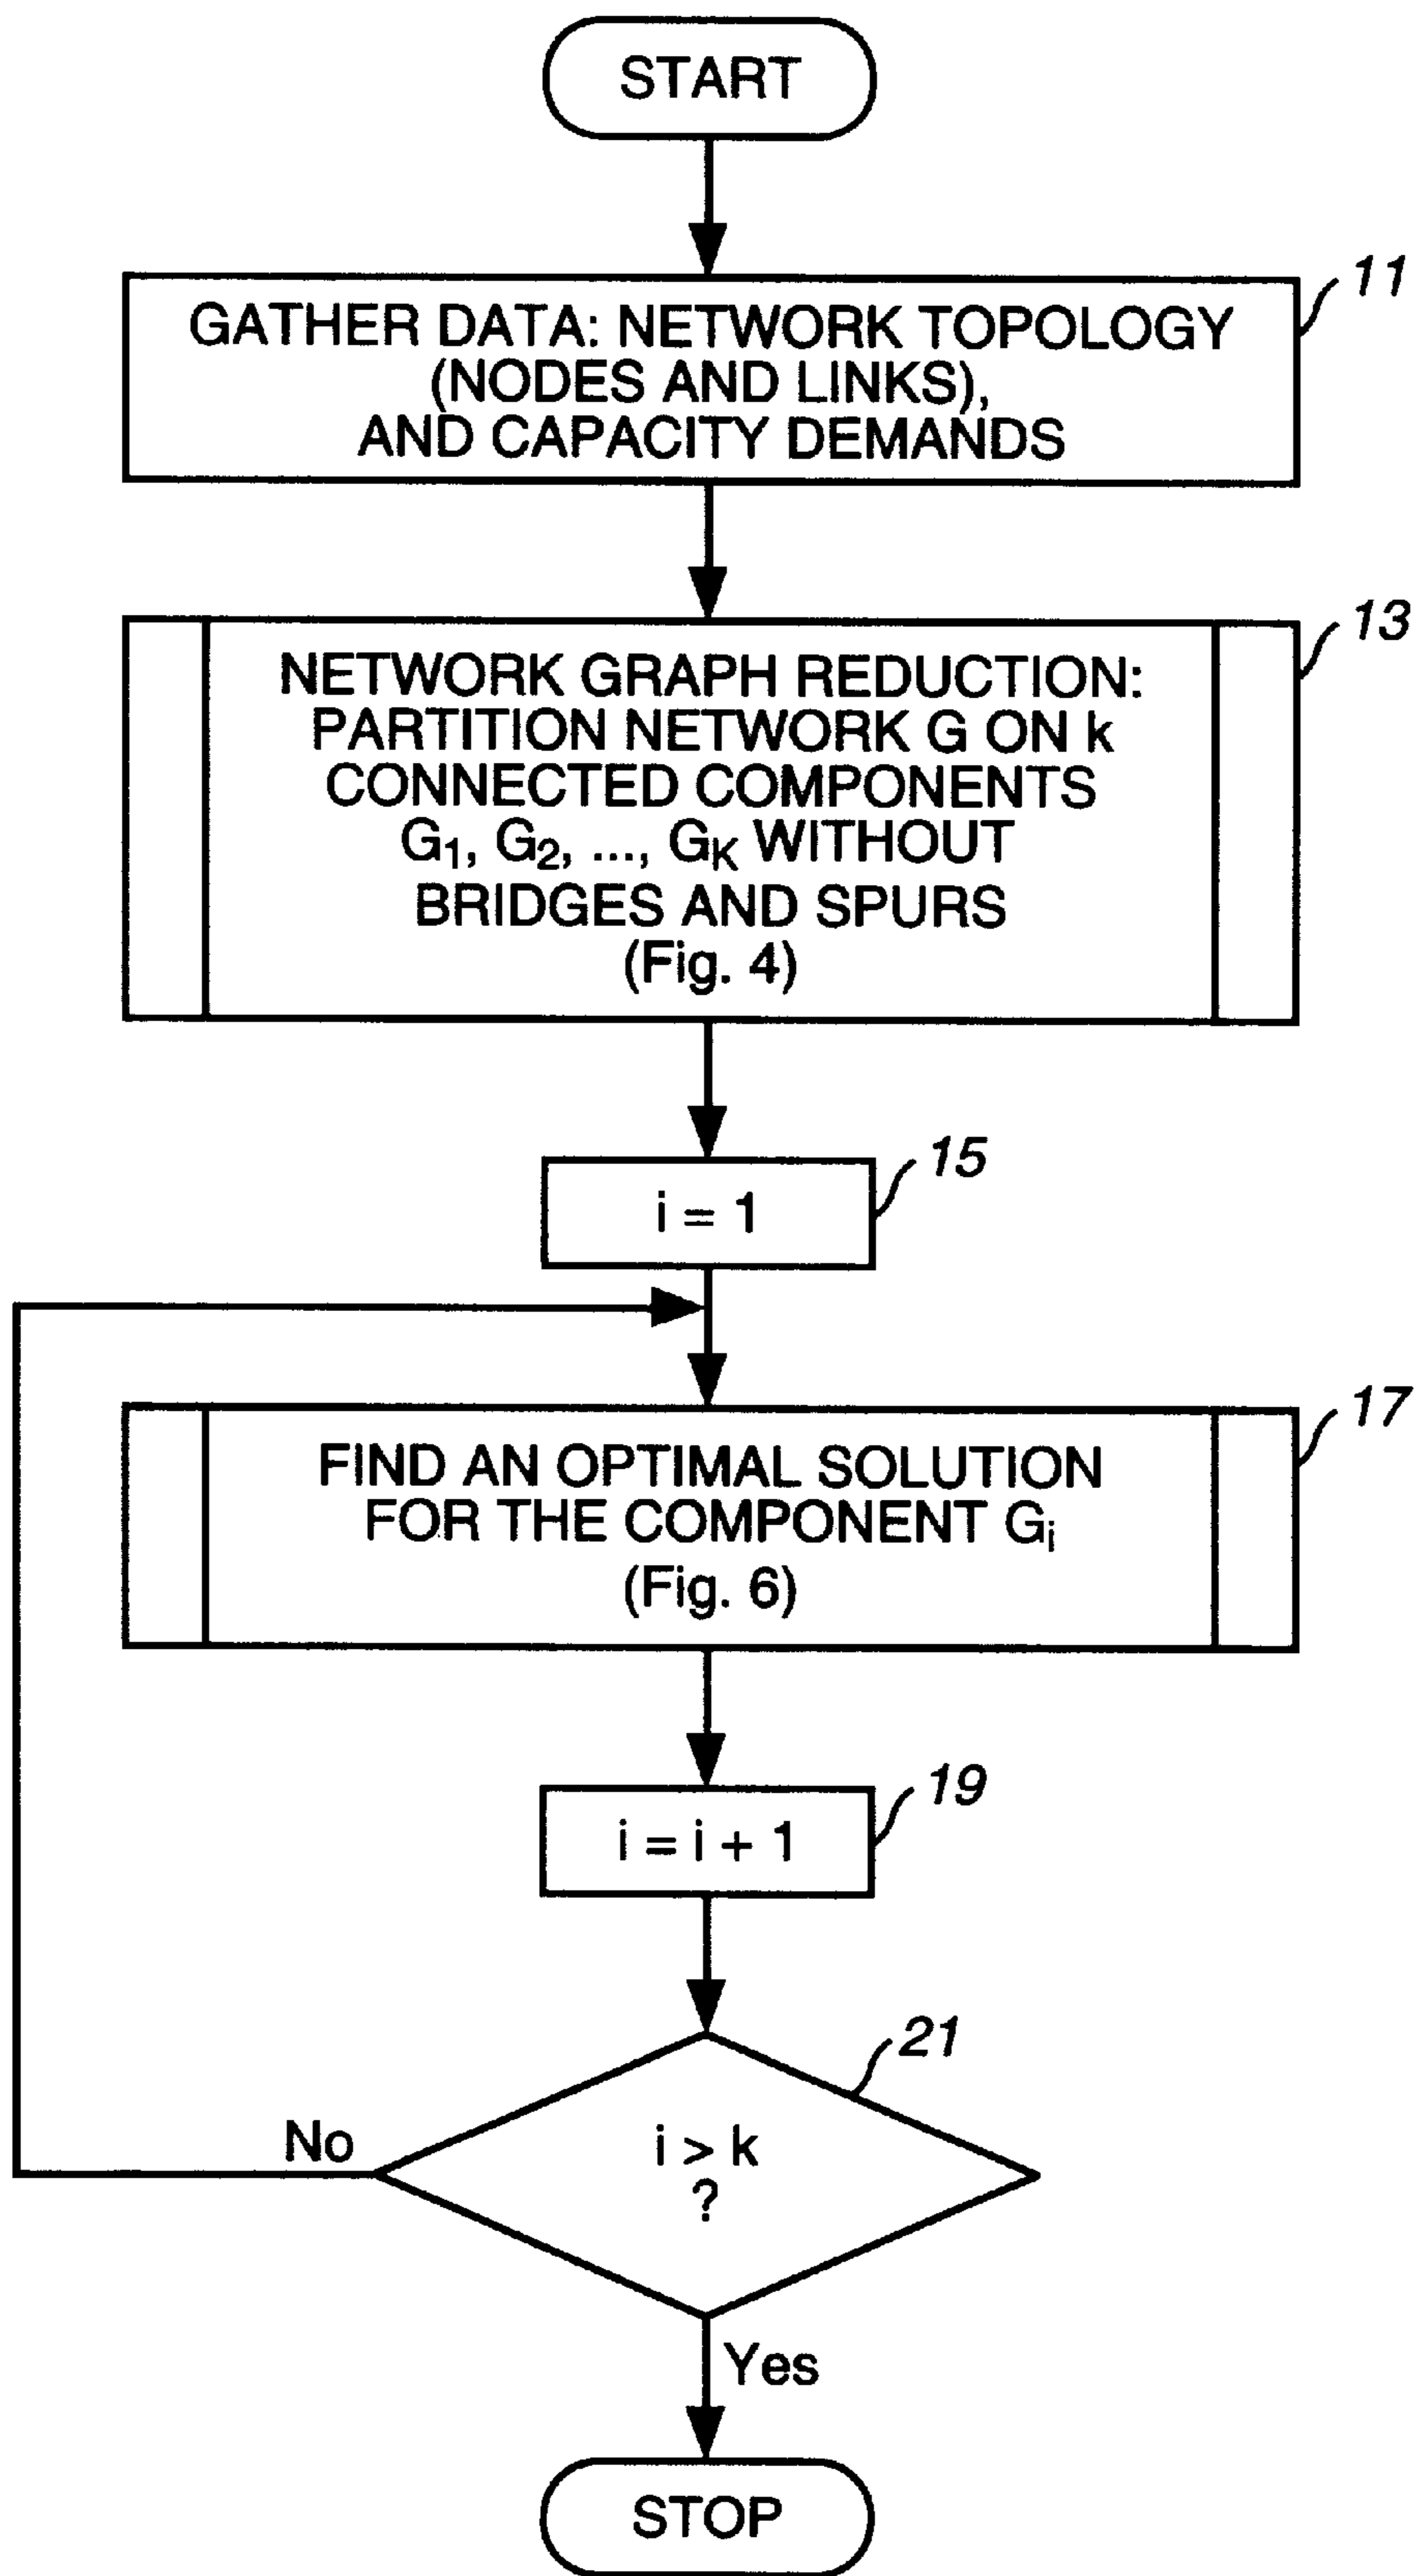 START
11
GATHER DATA: NETWORK TOPOLOGY
(NODES AND LINKS),
AND CAPACITY DEMANDS
13
NETWORK GRAPH REDUCTION:
PARTITION NETWORK G ON k
CONNECTED COMPONENTS
G₁, G₂, ..., G_K WITHOUT
BRIDGES AND SPURS
(Fig. 4)
15
i = 1
17
FIND AN OPTIMAL SOLUTION
FOR THE COMPONENT Gᵢ
(Fig. 6)
19
i = i + 1
21
No
i > k
?
Yes
STOP